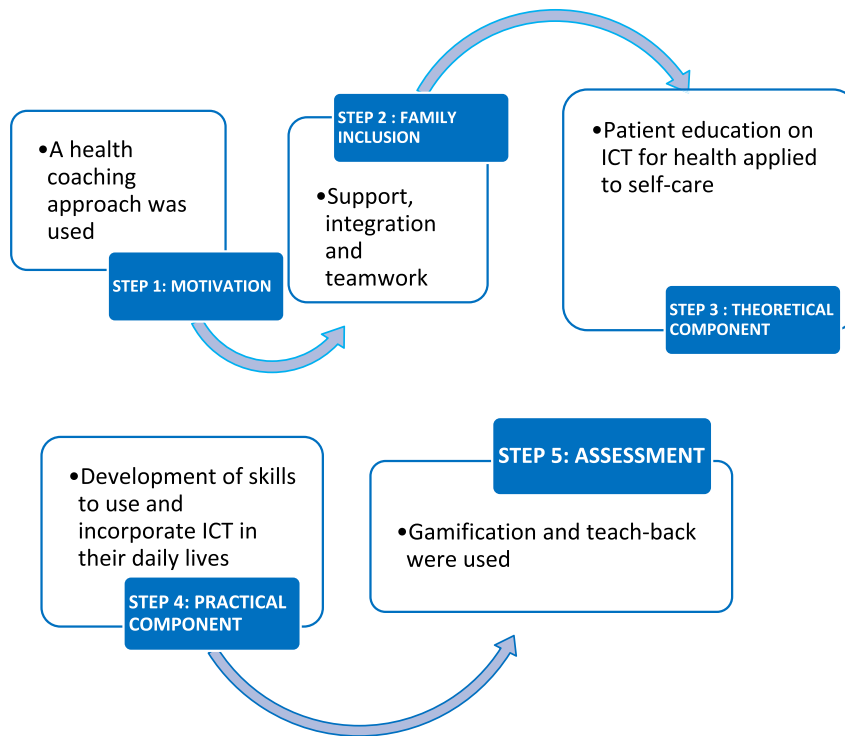 •A health
coaching
approach was
used
STEP 1: MOTIVATION
STEP 2 : FAMILY
INCLUSION
•Support,
integration
and
teamwork
•Patient education on
ICT for health applied
to self-care
STEP 3 : THEORETICAL
COMPONENT
•Development of skills
to use and
incorporate ICT in
their daily lives
STEP 4: PRACTICAL
COMPONENT
STEP 5: ASSESSMENT
•Gamification and teach-back
were used